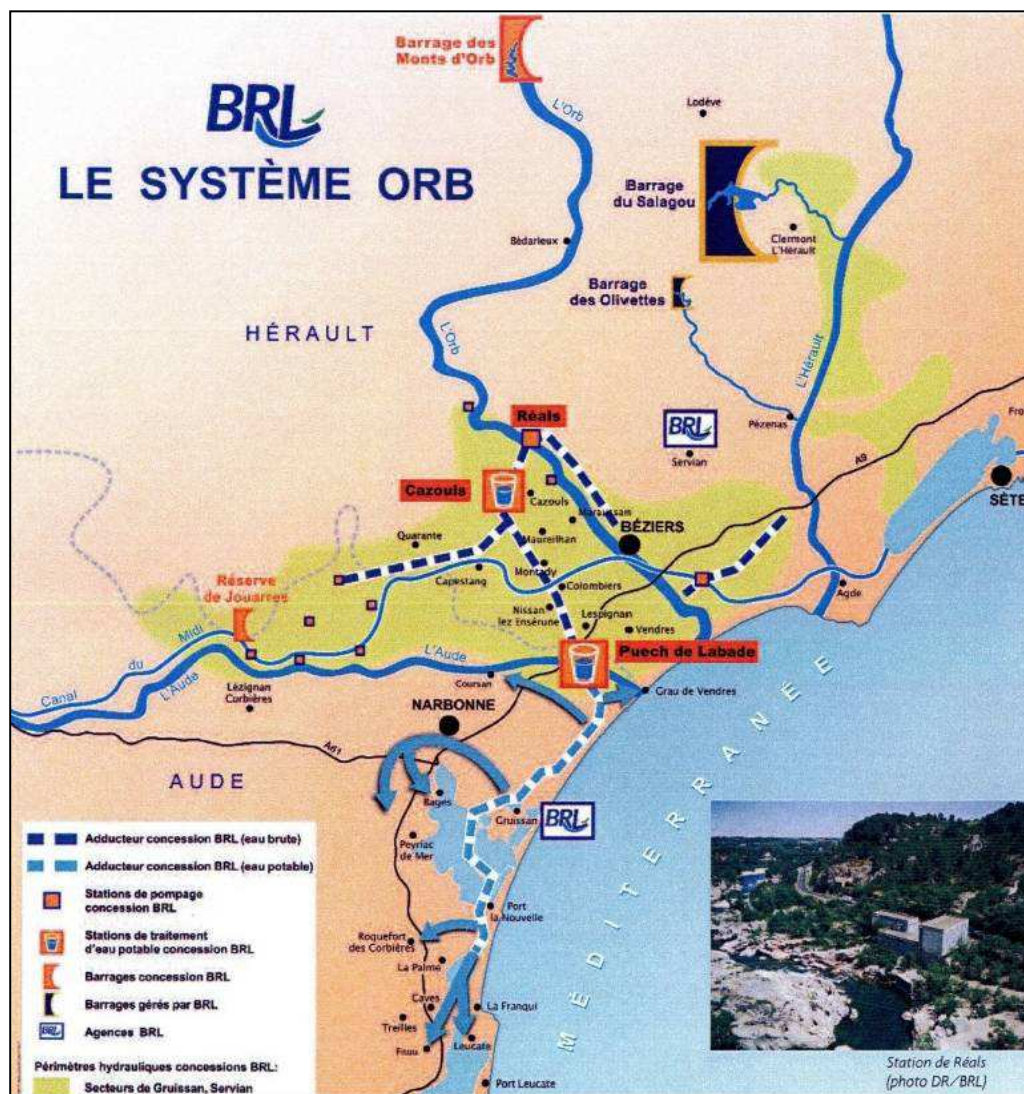 BRL
LE SYSTÈME ORB
Barrage des
Monts d'Orb
L'Orb
Lodève
Barrage
du Salagou
Clermont
L'Hérault
Bédarieux
Barrage
des Olivettes
HÉRAULT
L'Orb
L'Hérault
Réals
BRL
Servian
Pézenas
A9
SÈTE
Cazouls
Cazouls
Maraussan
BÉZIERS
Quarante
Maureilhan
Capestang
Montady
Colombiers
Agde
Réserve
de Jouarres
Nissan
lez Ensérune
Lespignan
Vendres
Puech de Labade
Canal du Midi
L'Aude
L'Aude
Lézignan
Corbières
Coursan
Grau de Vendres
NARBONNE
A61
AUDE
Bages
Gruissan
BRL
Peyriac
de Mer
MÉDITERRANÉE
Port
la Nouvelle
Roquefort
des Corbières
La Palme
Caves
La Franqui
Treilles
Fitou
Leucate
Port Leucate
Adducteur concession BRL (eau brute)
Adducteur concession BRL (eau potable)
Stations de pompage
concession BRL
Stations de traitement
d'eau potable concession BRL
Barrages concession BRL
Barrages gérés par BRL
BRL
Agences BRL
Périmètres hydrauliques concessions BRL:
Secteurs de Gruissan, Servian
Station de Réals
(photo DR/BRL)